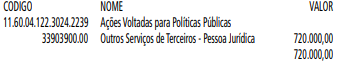 CODIGO NOME VALOR
11.60.04.122.3024.2239 Ações Voltadas para Políticas Públicas
33903900.00 Outros Serviços de Terceiros - Pessoa Jurídica 720.000,00
720.000,00